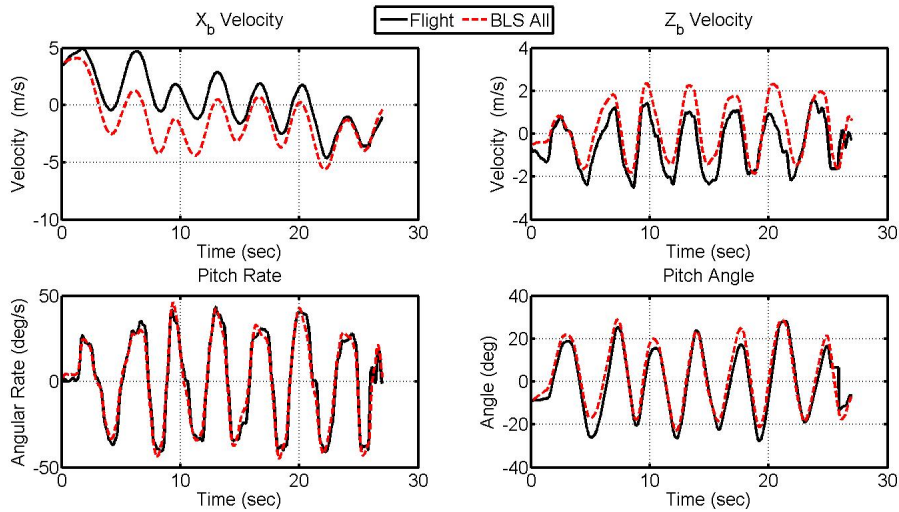 X_b Velocity
Flight
BLS All
Z_b Velocity
Velocity (m/s)
5
0
-5
-10
0 10 20 30
Time (sec)
Velocity (m/s)
4
2
0
-2
-4
0 10 20 30
Time (sec)
Pitch Rate
Angular Rate (deg/s)
50
0
-50
0 10 20 30
Time (sec)
Pitch Angle
Angle (deg)
40
20
0
-20
-40
0 10 20 30
Time (sec)